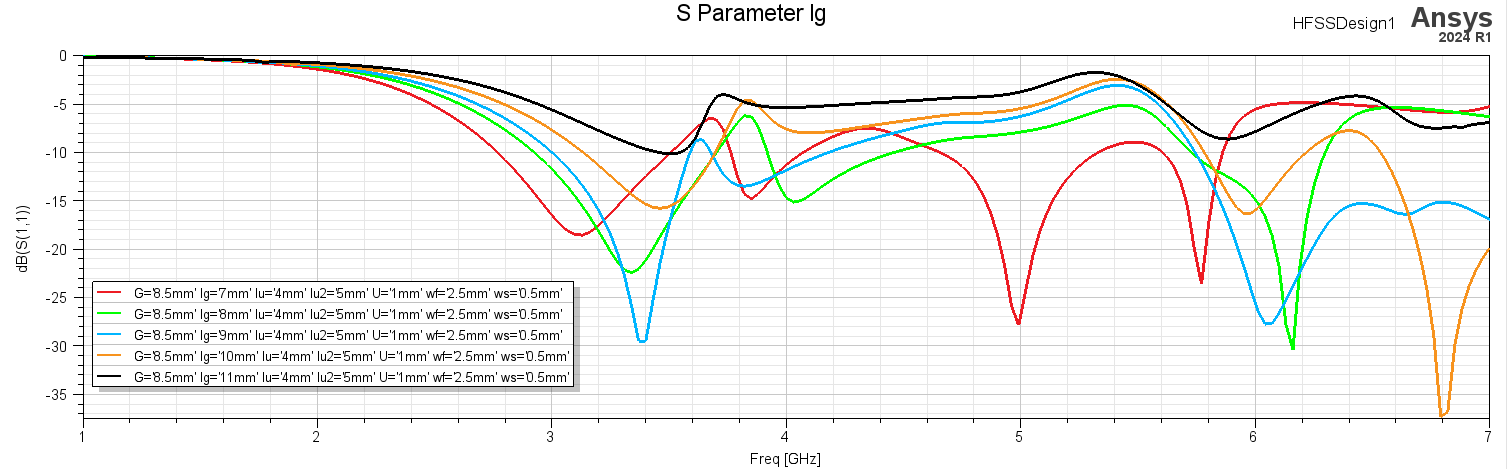 S Parameter lg
HFSSDesign1
Ansys
2024 R1
0
-5
-10
-15
-20
-25
-30
-35
dB(S(1,1))
G='8.5mm' lg='7mm' lu='4mm' lu2='5mm' U='1mm' wf='2.5mm' ws='0.5mm'
G='8.5mm' lg='8mm' lu='4mm' lu2='5mm' U='1mm' wf='2.5mm' ws='0.5mm'
G='8.5mm' lg='9mm' lu='4mm' lu2='5mm' U='1mm' wf='2.5mm' ws='0.5mm'
G='8.5mm' lg='10mm' lu='4mm' lu2='5mm' U='1mm' wf='2.5mm' ws='0.5mm'
G='8.5mm' lg='11mm' lu='4mm' lu2='5mm' U='1mm' wf='2.5mm' ws='0.5mm'
1 2 3 4 5 6 7
Freq [GHz]